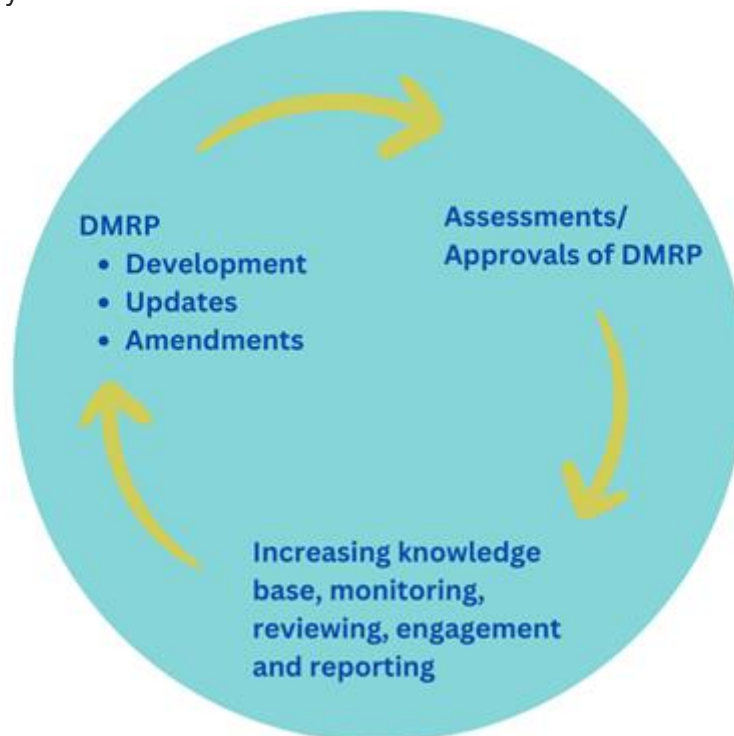 y
DMRP
• Development
• Updates
• Amendments
Assessments/
Approvals of DMRP
Increasing knowledge
base, monitoring,
reviewing, engagement
and reporting